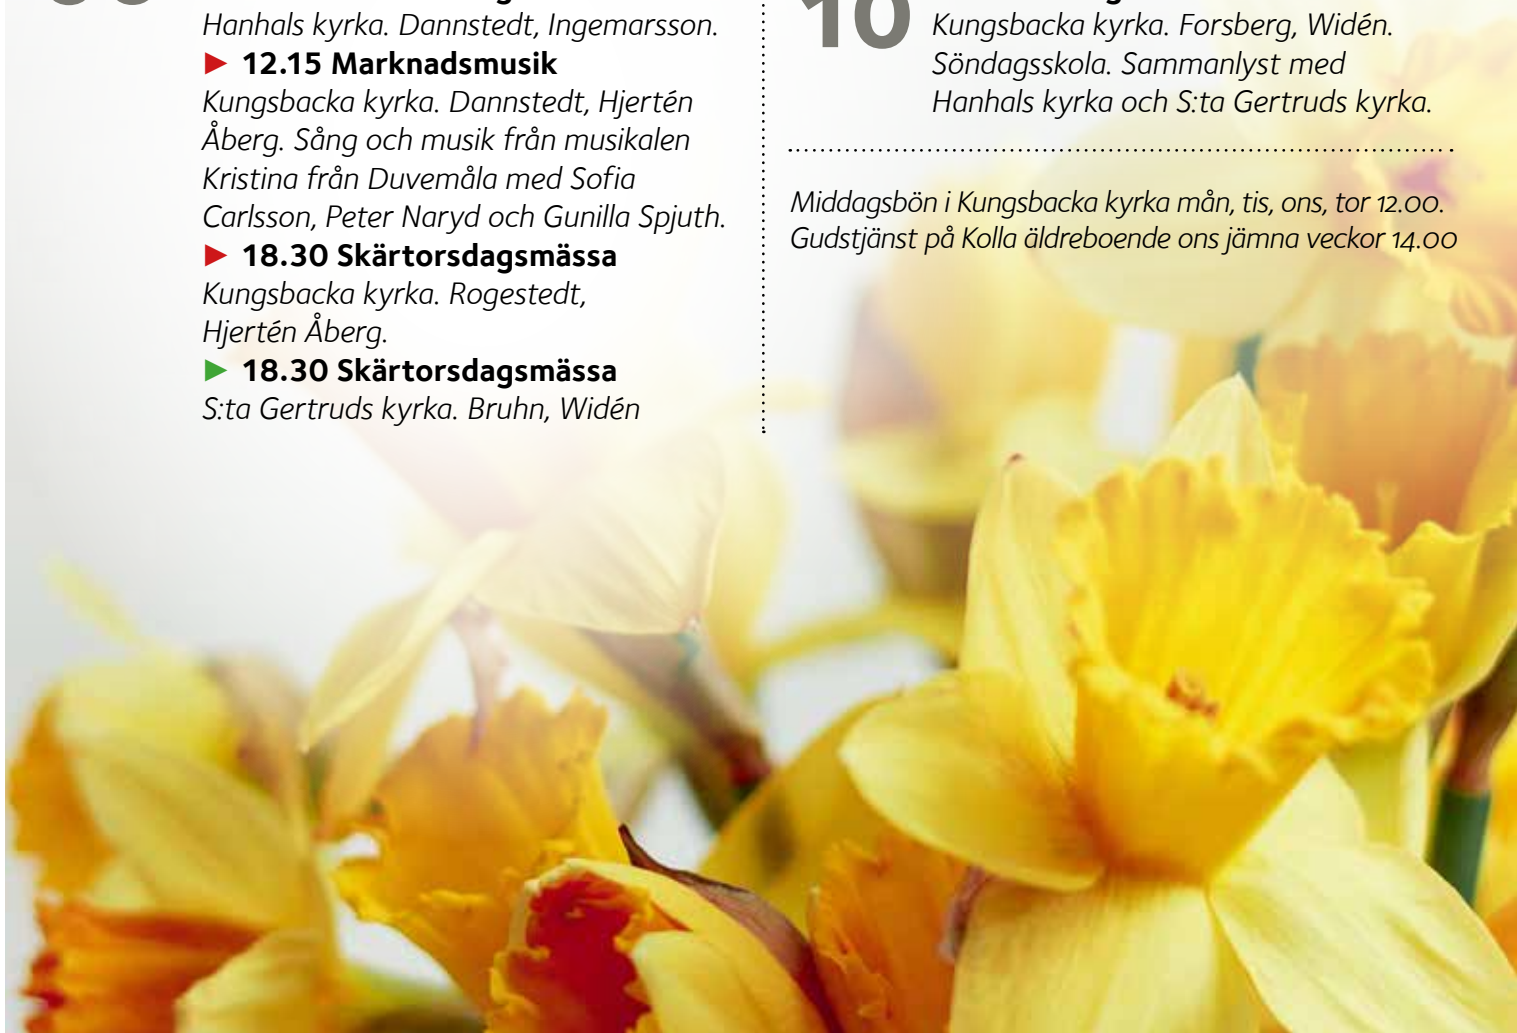 Hanhals kyrka. Dannstedt, Ingemarsson.
► 12.15 Marknadsmusik
Kungsbacka kyrka. Dannstedt, Hjertén
Åberg. Sång och musik från musikalen
Kristina från Duvemåla med Sofia
Carlsson, Peter Naryd och Gunilla Spjuth.
► 18.30 Skärtorsdagsmässa
Kungsbacka kyrka. Rogestedt,
Hjertén Åberg.
► 18.30 Skärtorsdagsmässa
S:ta Gertruds kyrka. Bruhn, Widén
10
Kungsbacka kyrka. Forsberg, Widén.
Söndagsskola. Sammanlyst med
Hanhals kyrka och S:ta Gertruds kyrka.
Middagsbön i Kungsbacka kyrka mån, tis, ons, tor 12.00.
Gudstjänst på Kolla äldreboende ons jämna veckor 14.00